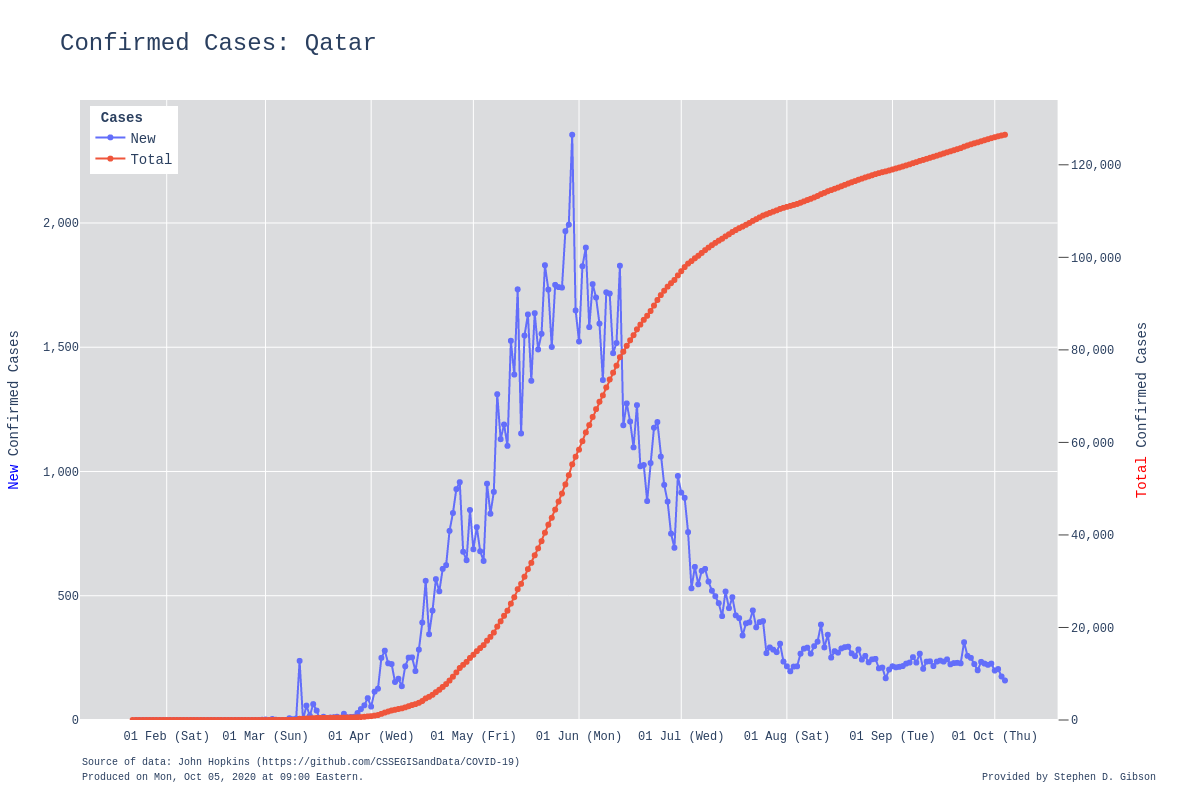 Confirmed Cases: Qatar
Cases
New
Total
2,000
1,500
1,000
500
0
120,000
100,000
80,000
60,000
40,000
20,000
0
New Confirmed Cases
Total Confirmed Cases
01 Feb (Sat) 01 Mar (Sun) 01 Apr (Wed) 01 May (Fri) 01 Jun (Mon) 01 Jul (Wed) 01 Aug (Sat) 01 Sep (Tue) 01 Oct (Thu)
Source of data: John Hopkins (https://github.com/CSSEGISandData/COVID-19)
Produced on Mon, Oct 05, 2020 at 09:00 Eastern.
Provided by Stephen D. Gibson